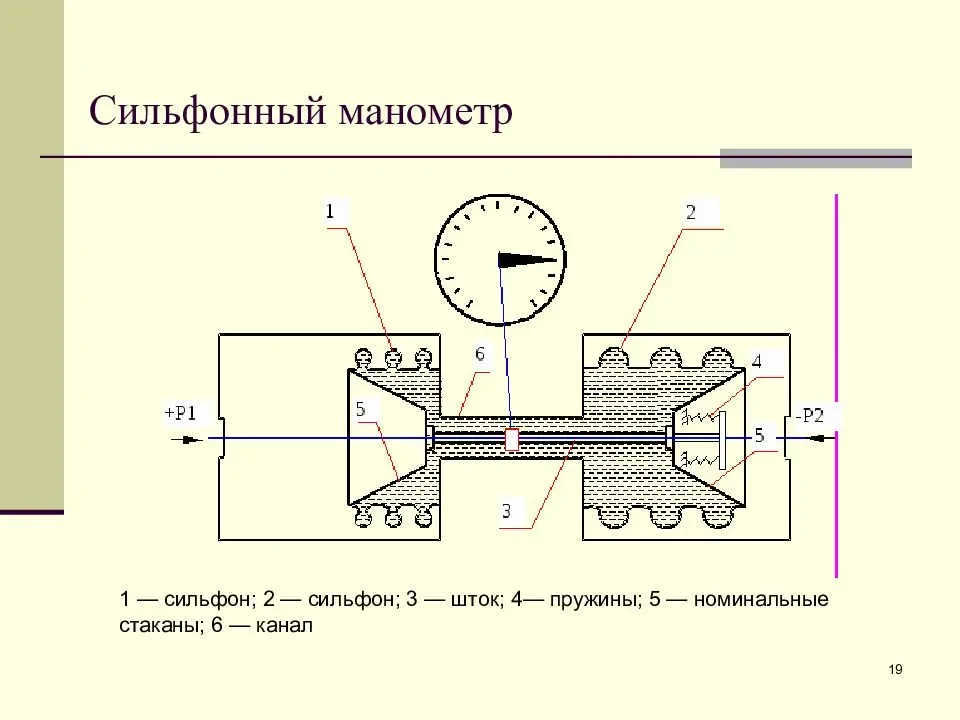 Сильфонный манометр
1
2
6
4
5
+P1
-P2
5
3
1 — сильфон; 2 — сильфон; 3 — шток; 4— пружины; 5 — номинальные
стаканы; 6 — канал
19